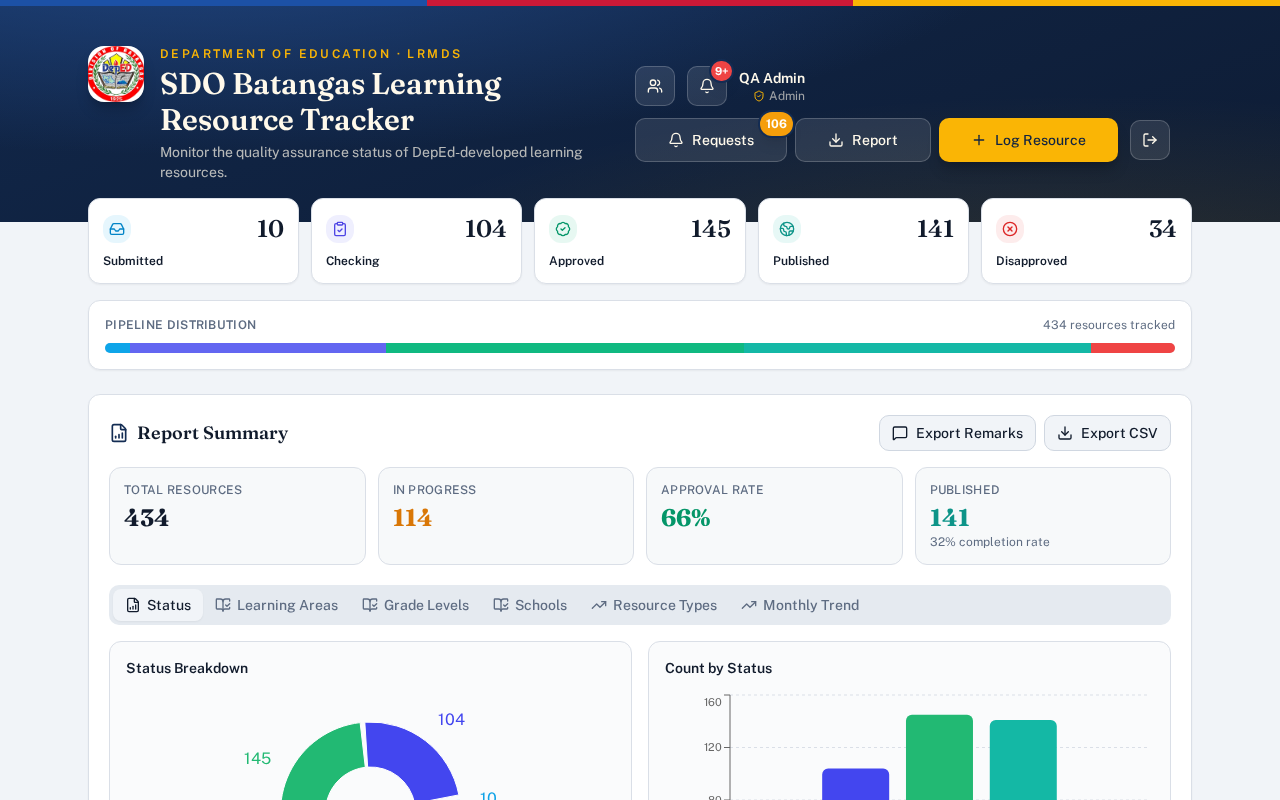 DEPARTMENT OF EDUCATION · LRMDS
SDO Batangas Learning
Resource Tracker
Monitor the quality assurance status of DepEd-developed learning
resources.
9+
QA Admin
Admin
Requests
106
Report
Log Resource
10
Submitted
104
Checking
145
Approved
141
Published
34
Disapproved
PIPELINE DISTRIBUTION
434 resources tracked
Report Summary
Export Remarks
Export CSV
TOTAL RESOURCES
434
IN PROGRESS
114
APPROVAL RATE
66%
PUBLISHED
141
32% completion rate
Status
Learning Areas
Grade Levels
Schools
Resource Types
Monthly Trend
Status Breakdown
104
145
10
Count by Status
160
120
80